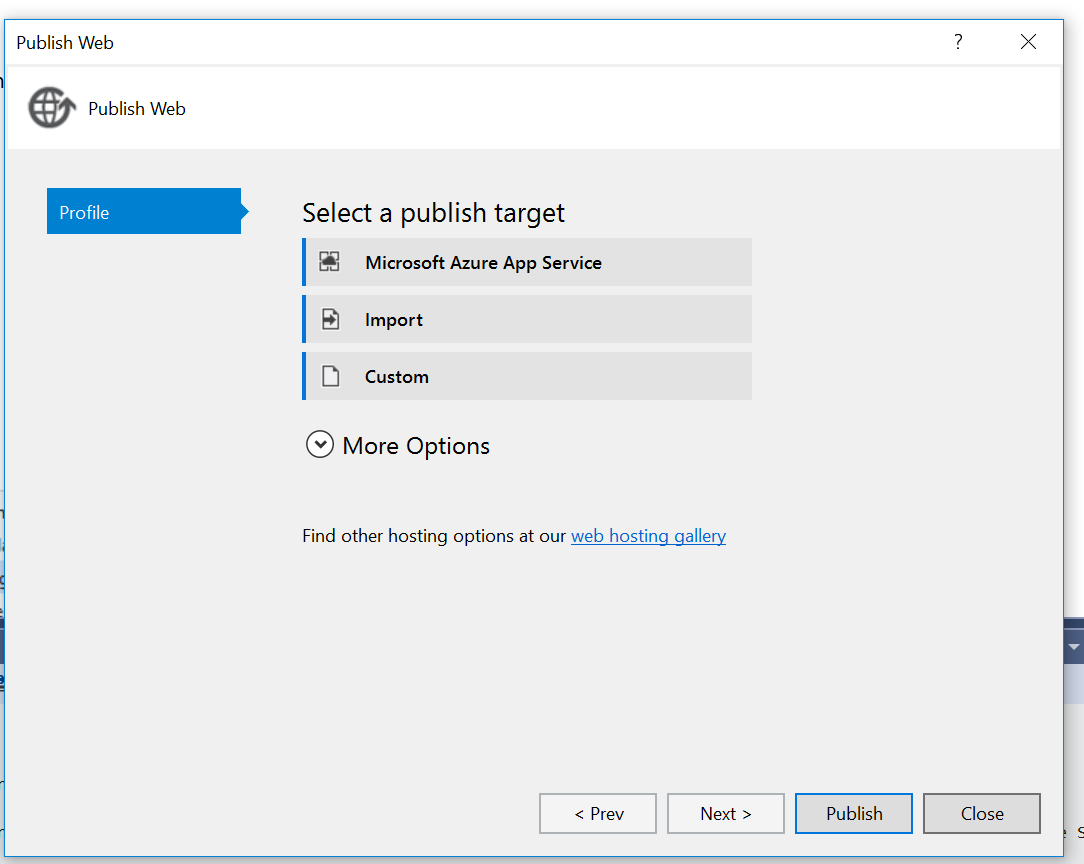 Publish Web
?
Publish Web
Profile
Select a publish target
Microsoft Azure App Service
Import
Custom
More Options
Find other hosting options at our web hosting gallery
< Prev
Next >
Publish
Close